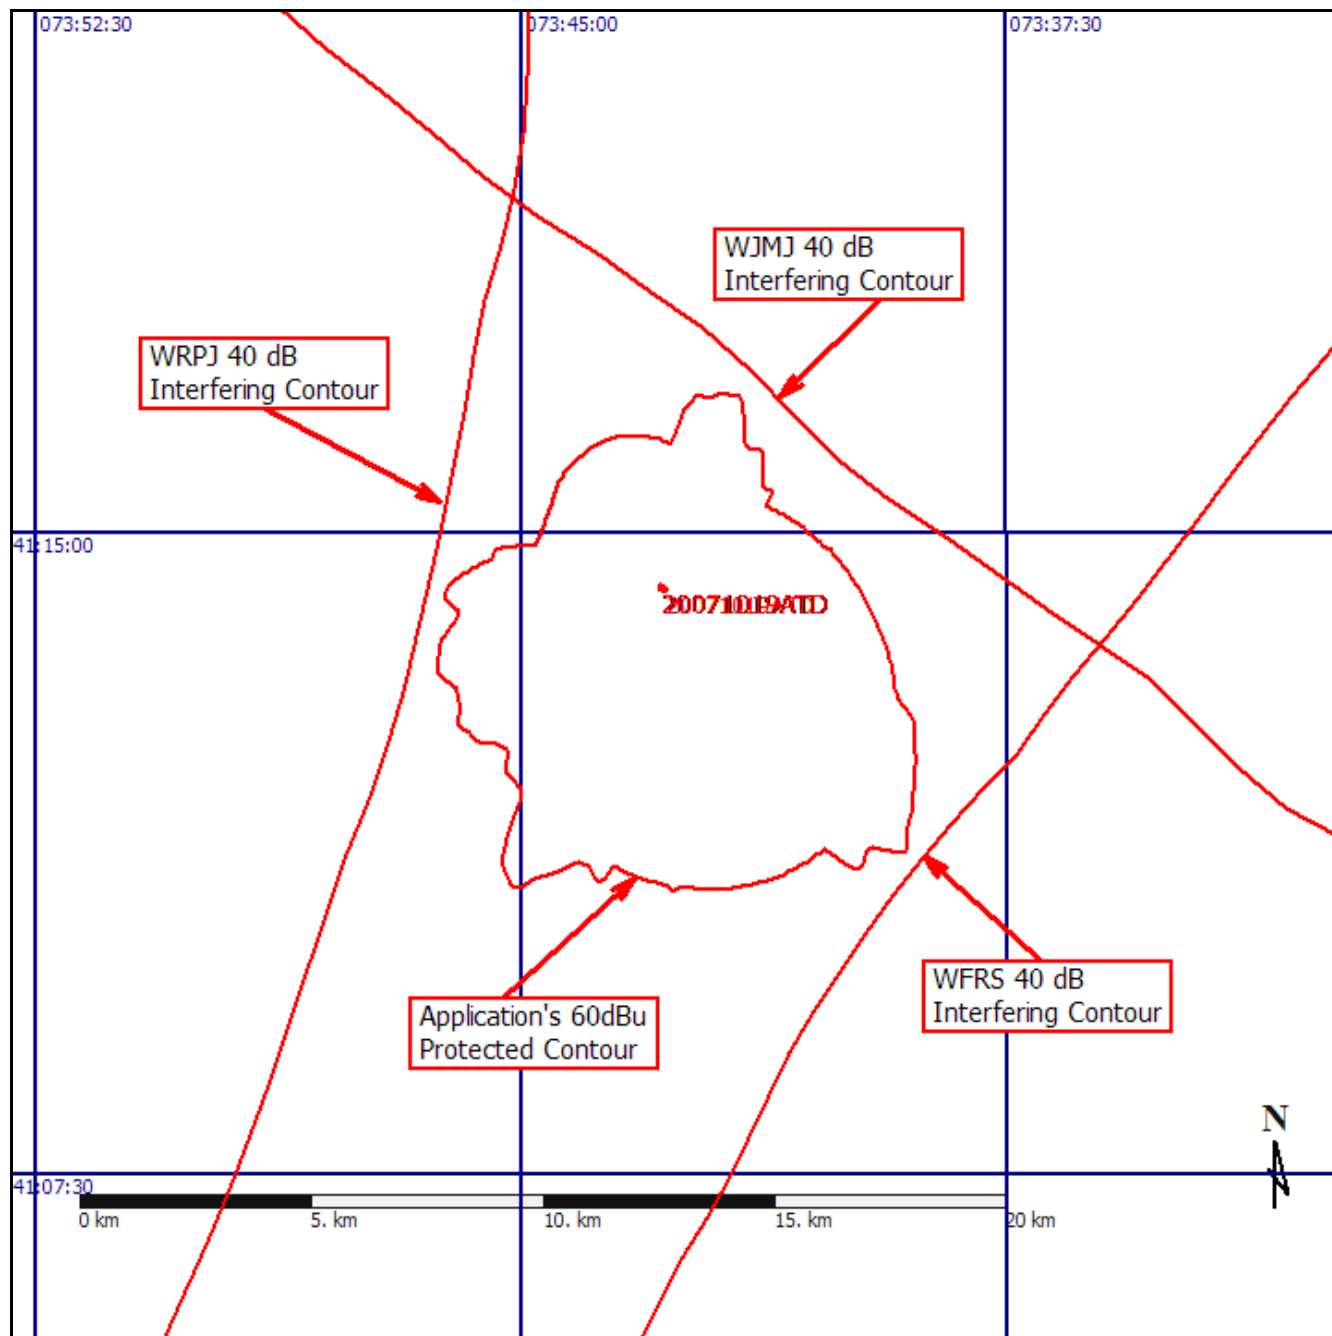 073:52:30
073:45:00
073:37:30
WJMJ 40 dB
Interfering Contour
WRPJ 40 dB
Interfering Contour
41:15:00
20071019ATD
Application's 60dBu
Protected Contour
WFRS 40 dB
Interfering Contour
N
41:07:30
0 km
5. km
10. km
15. km
20 km